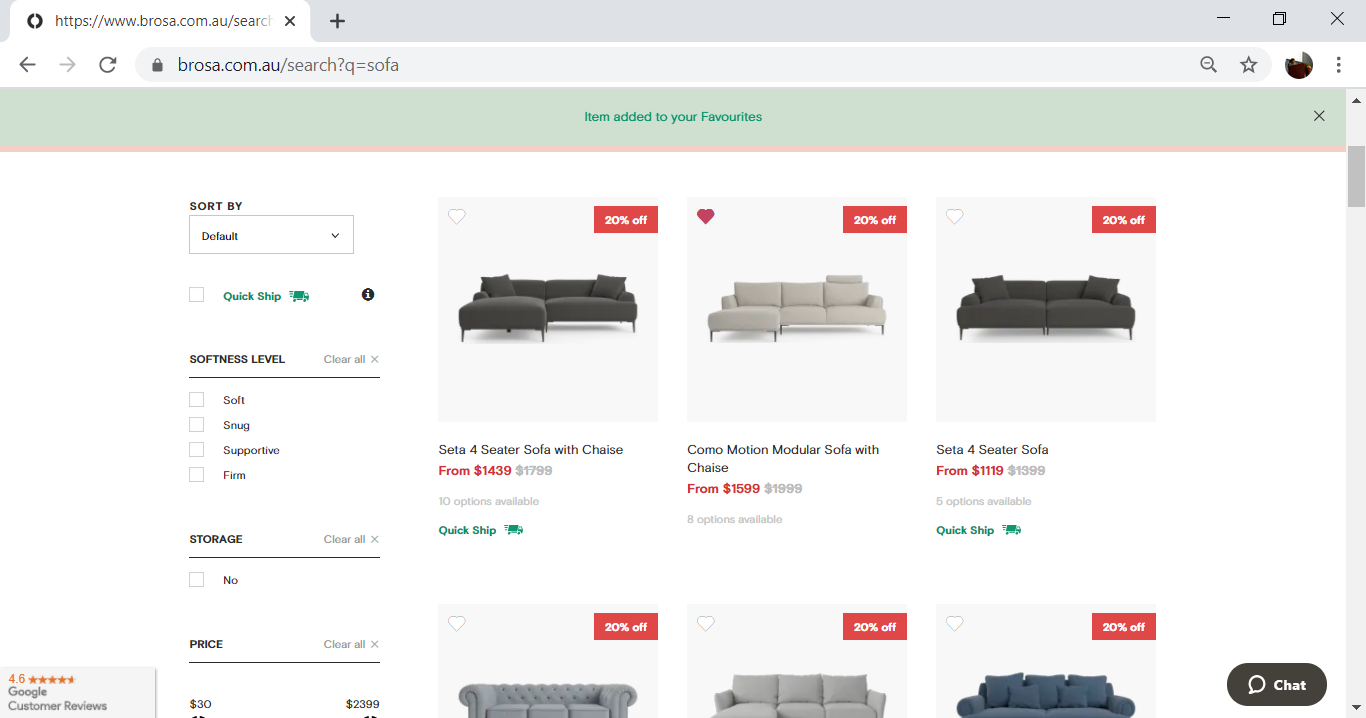 https://www.brosa.com.au/search
brosa.com.au/search?q=sofa
Item added to your Favourites
SORT BY
Default
Quick Ship
SOFTNESS LEVEL Clear all ×
Soft
Snug
Supportive
Firm
STORAGE Clear all ×
No
PRICE Clear all ×
$30 $2399
20% off
Seta 4 Seater Sofa with Chaise
From $1439 $1799
10 options available
Quick Ship
20% off
Como Motion Modular Sofa with
Chaise
From $1599 $1999
8 options available
20% off
Seta 4 Seater Sofa
From $1119 $1399
5 options available
Quick Ship
20% off
20% off
20% off
4.6
Google
Customer Reviews
Chat